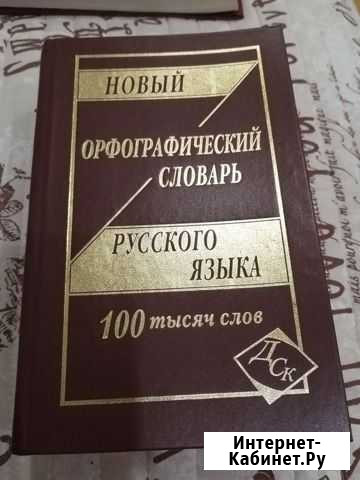 НОВЫЙ
ОРФОГРАФИЧЕСКИЙ
СЛОВАРЬ
РУССКОГО
ЯЗЫКА
100 тысяч слов
ДСК
Интернет-
Кабинет.Ру